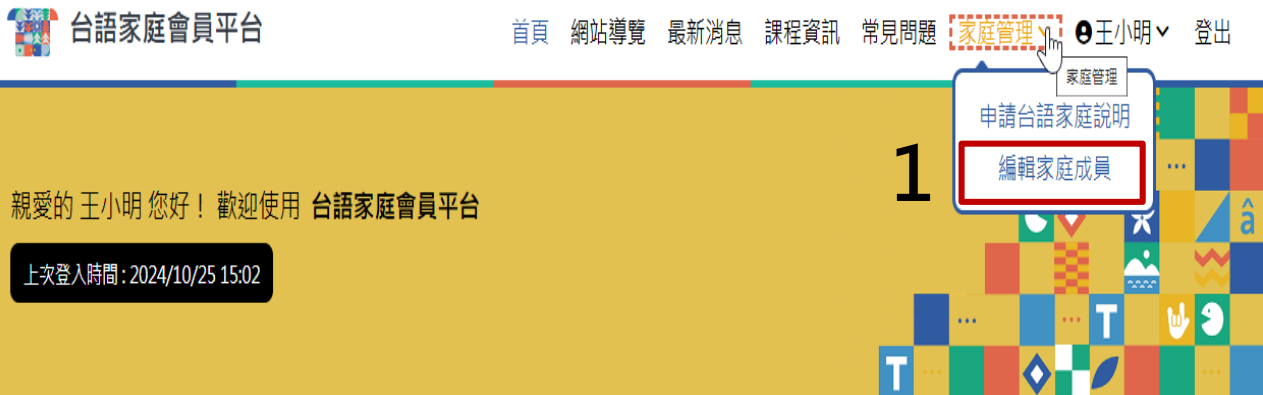 台語家庭會員平台
首頁 網站導覽 最新消息 課程資訊 常見問題 家庭管理 王小明 登出
家庭管理
申請台語家庭說明
1 編輯家庭成員
親愛的 王小明 您好！ 歡迎使用 台語家庭會員平台
上次登入時間 : 2024/10/25 15:02
â
T
T